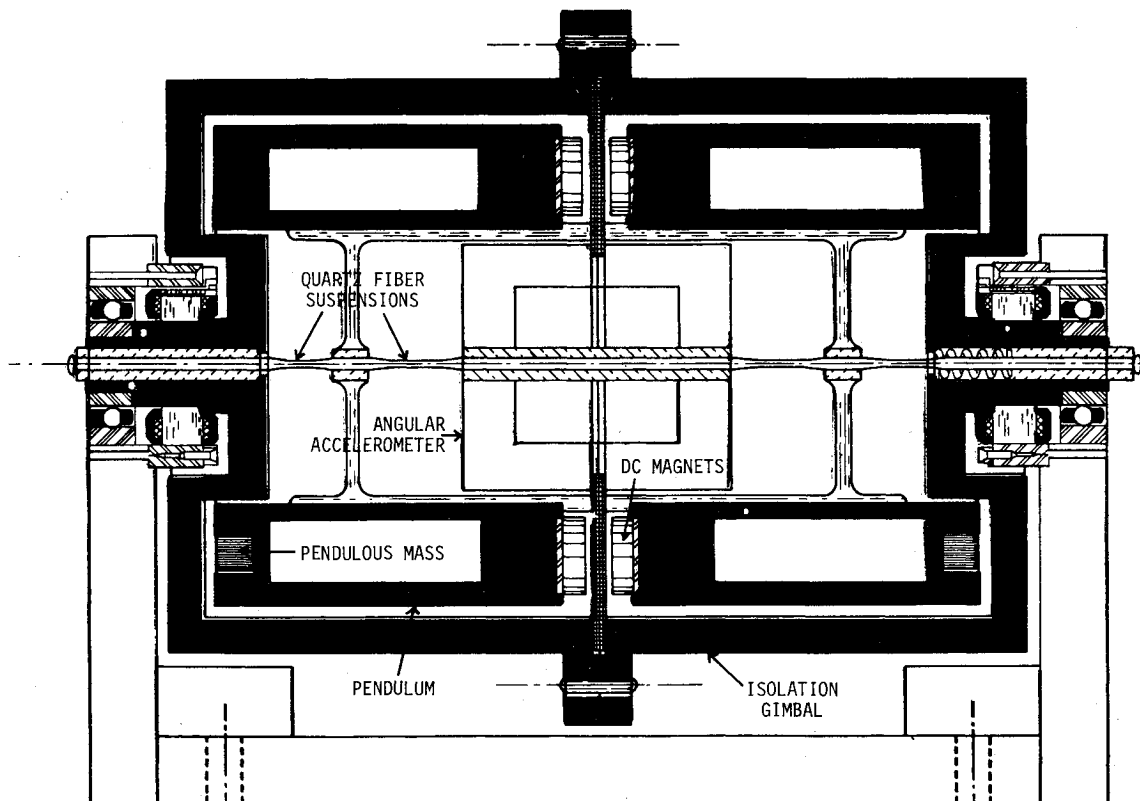 QUARTZ FIBER
SUSPENSIONS
ANGULAR
ACCELEROMETER
DC MAGNETS
PENDULOUS MASS
PENDULUM
ISOLATION
GIMBAL